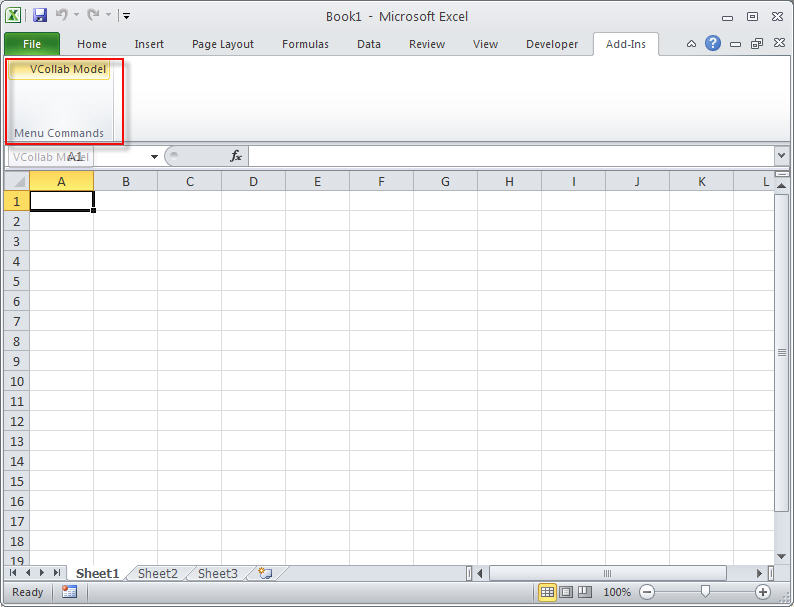 Book1 - Microsoft Excel
File Home Insert Page Layout Formulas Data Review View Developer Add-Ins
VCollab Model
Menu Commands
VCollab Model A1 fx
A B C D E F G H I J K L
1
2
3
4
5
6
7
8
9
10
11
12
13
14
15
16
17
18
19
Sheet1 Sheet2 Sheet3
Ready 100%